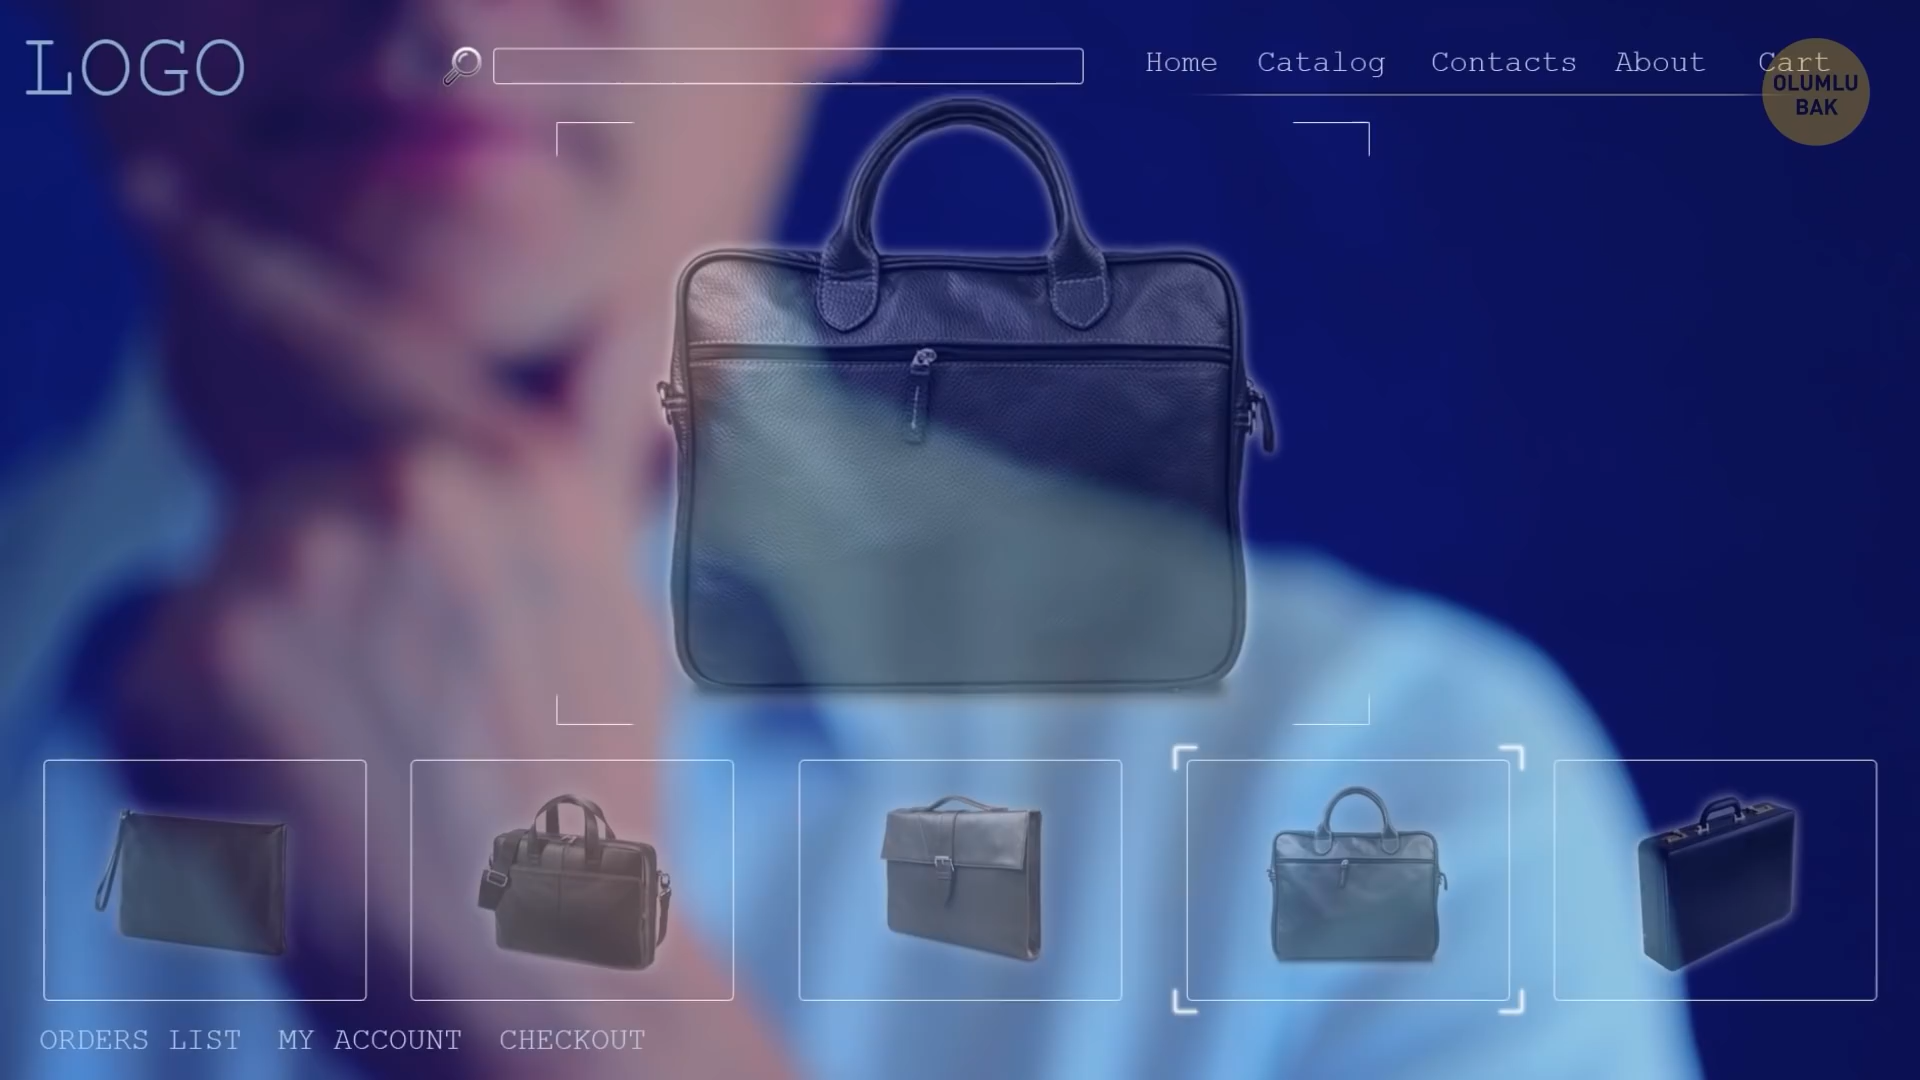 LOGO
Home Catalog Contacts About Cart
OLUMLU
BAK
ORDERS LIST MY ACCOUNT CHECKOUT